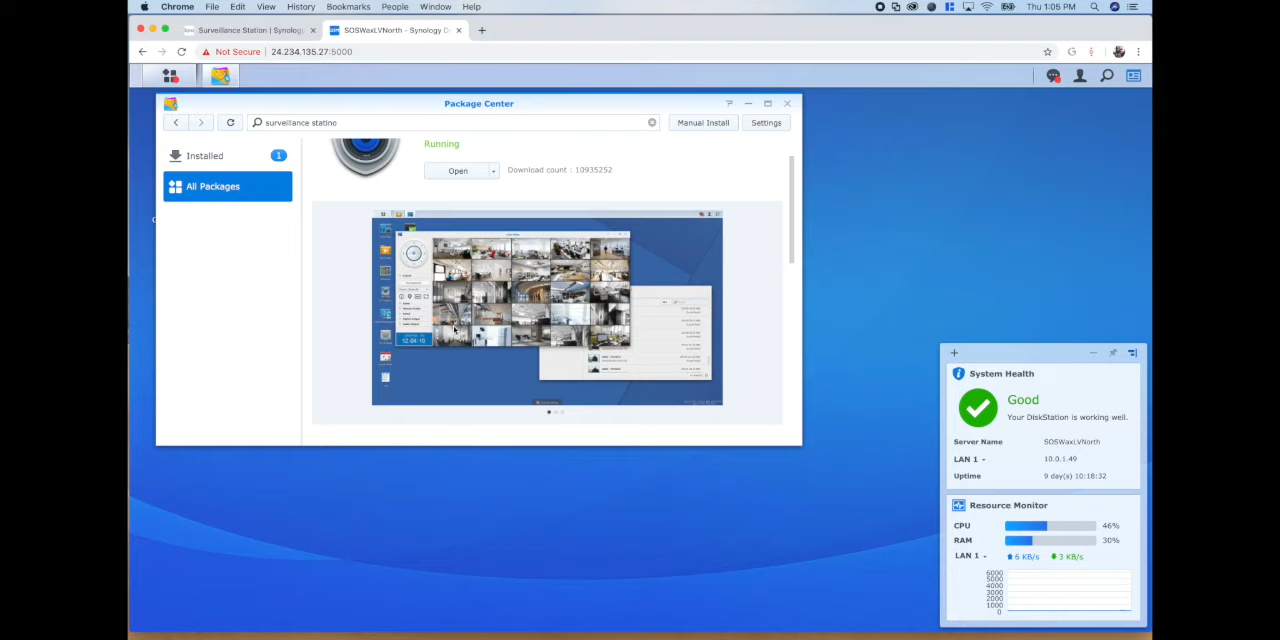 Chrome File Edit View History Bookmarks People Window Help Thu 1:05 PM
Surveillance Station | Synology
SOSWaxLVNorth - Synology D
Not Secure 24.234.135.27:5000
Package Center
surveillance statino
Manual Install
Settings
Installed 1
All Packages
Running
Open
Download count : 10935252
12:04:10
System Health
Good
Your DiskStation is working well.
Server Name SOSWaxLVNorth
LAN 1 10.0.1.49
Uptime 9 day(s) 10:18:32
Resource Monitor
CPU 46%
RAM 30%
LAN 1 6 KB/s 3 KB/s
6000
5000
4000
3000
2000
1000
0